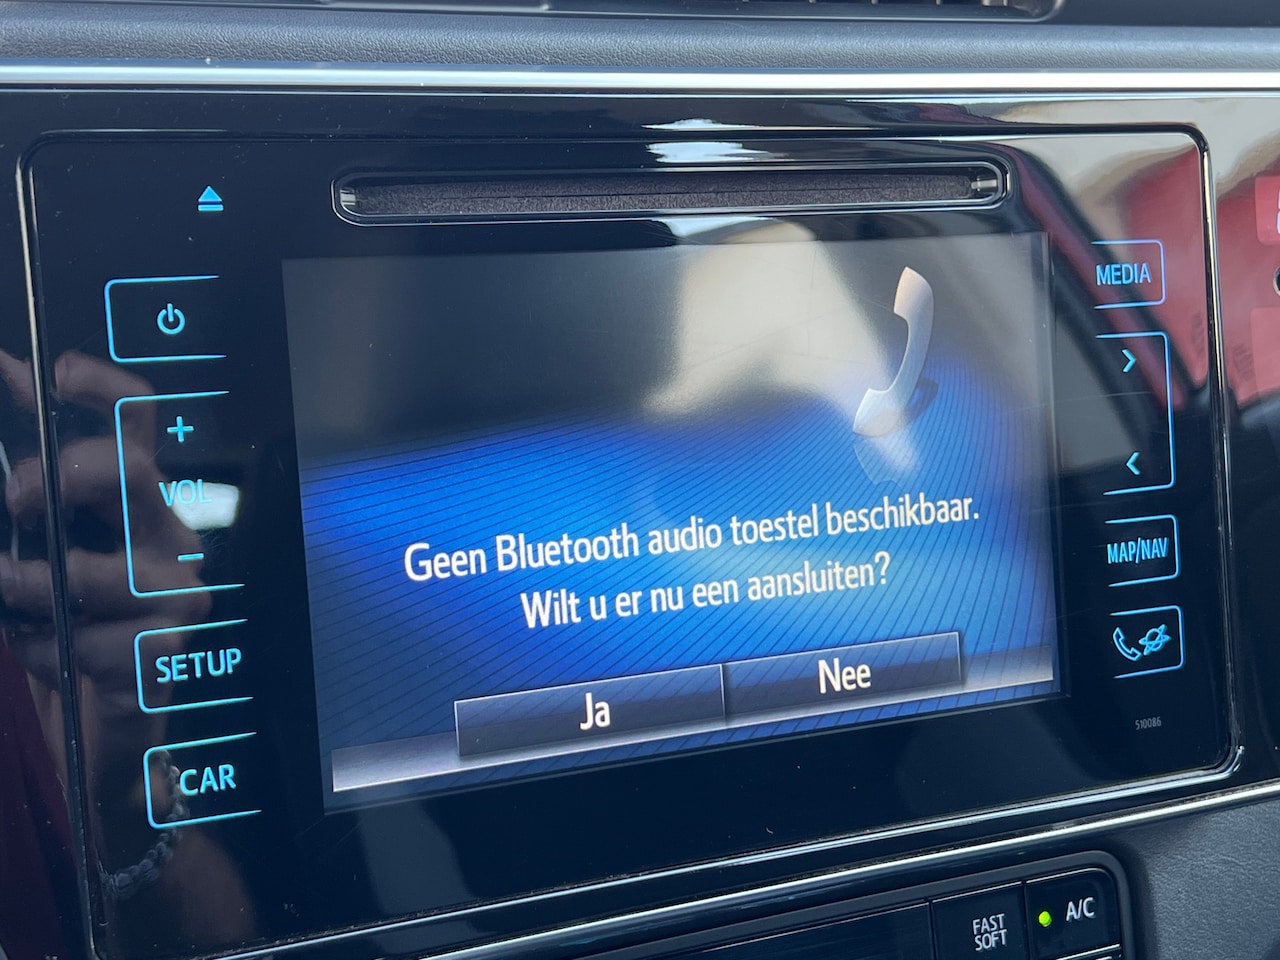 MEDIA
+
VOL
−
SETUP
CAR
Geen Bluetooth audio toestel beschikbaar.
Wilt u er nu een aansluiten?
Ja
Nee
>
<
MAP/NAV
510086
FAST
SOFT
A/C